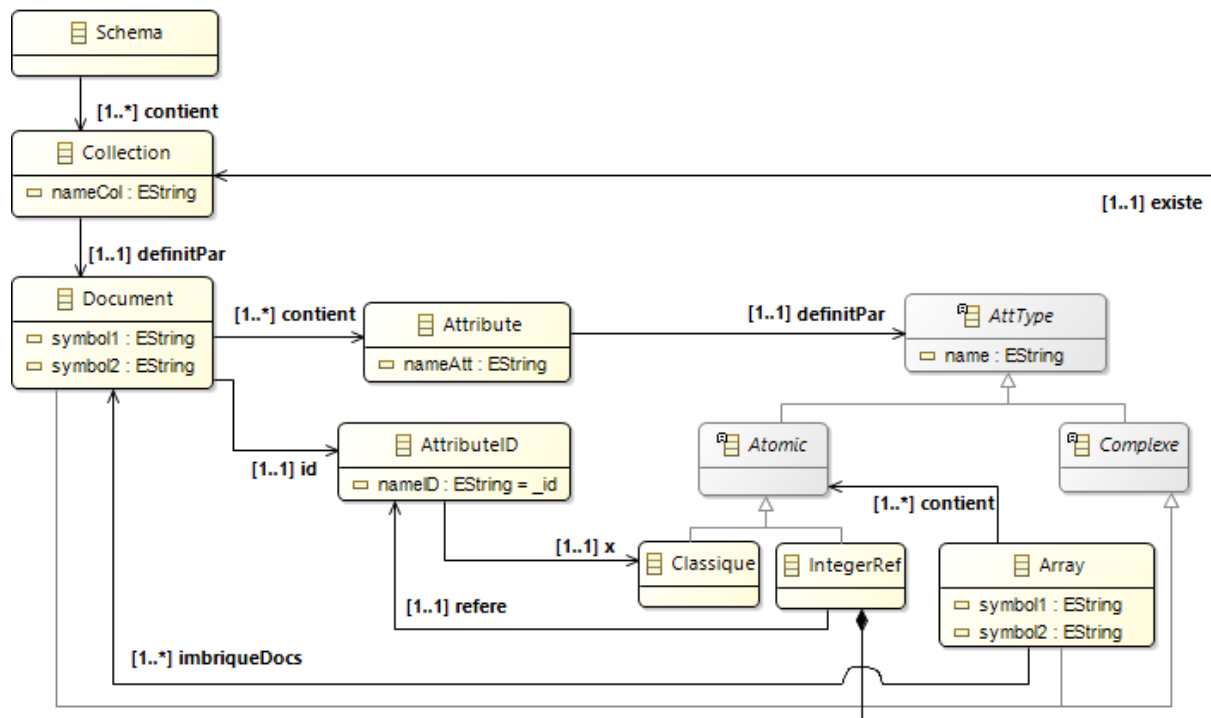 Schema
[1..*] contient
Collection
nameCol : EString
[1..1] existe
[1..1] definitPar
Document
symbol1 : EString
symbol2 : EString
[1..*] contient
Attribute
nameAtt : EString
[1..1] definitPar
AttType
name : EString
[1..1] id
AttributeID
nameID : EString = _id
Atomic
Complexe
[1..*] contient
[1..1] x
Classique
IntegerRef
Array
symbol1 : EString
symbol2 : EString
[1..1] refere
[1..*] imbriqueDocs